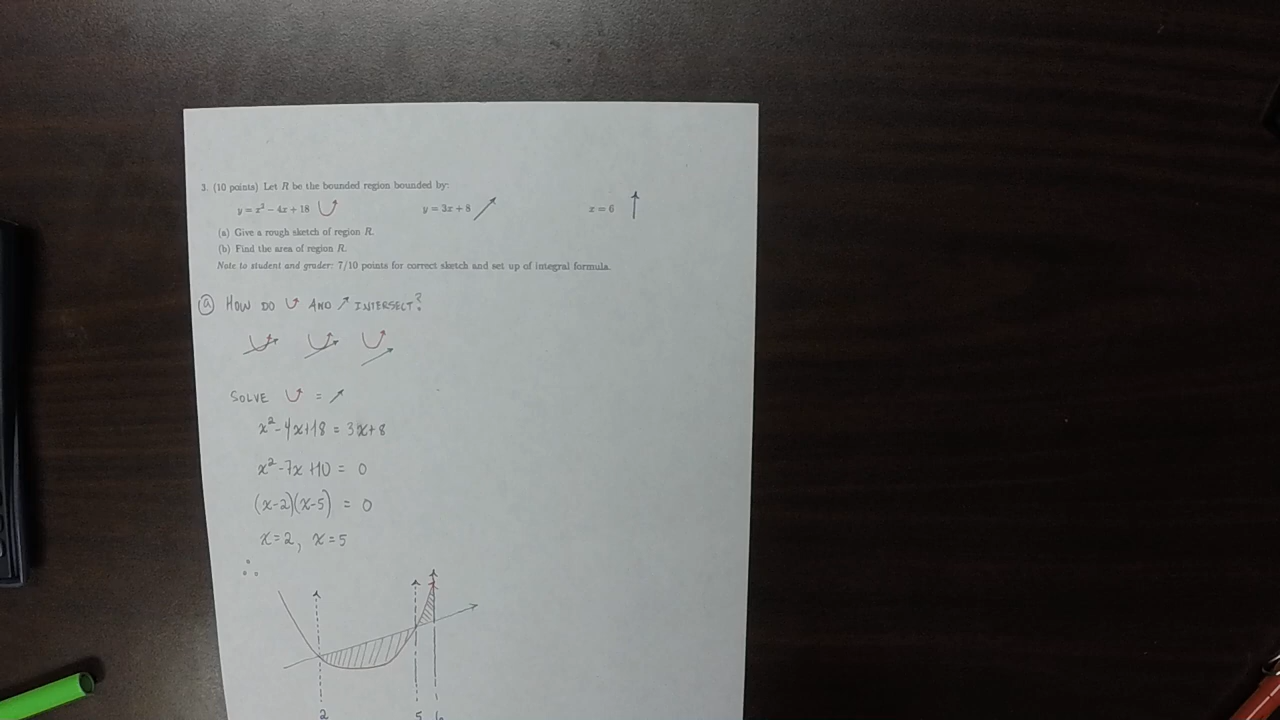 3. (10 points) Let R be the bounded region bounded by:
y = x² − 4x + 18 y = 3x + 8 x = 6
(a) Give a rough sketch of region R.
(b) Find the area of region R.
Note to student and grader: 7/10 points for correct sketch and set up of integral formula.
(a) HOW DO AND INTERSECT?
SOLVE =
x²-4x+18 = 3x+8
x²-7x+10 = 0
(x-2)(x-5) = 0
x=2, x=5
∴
2 5 6